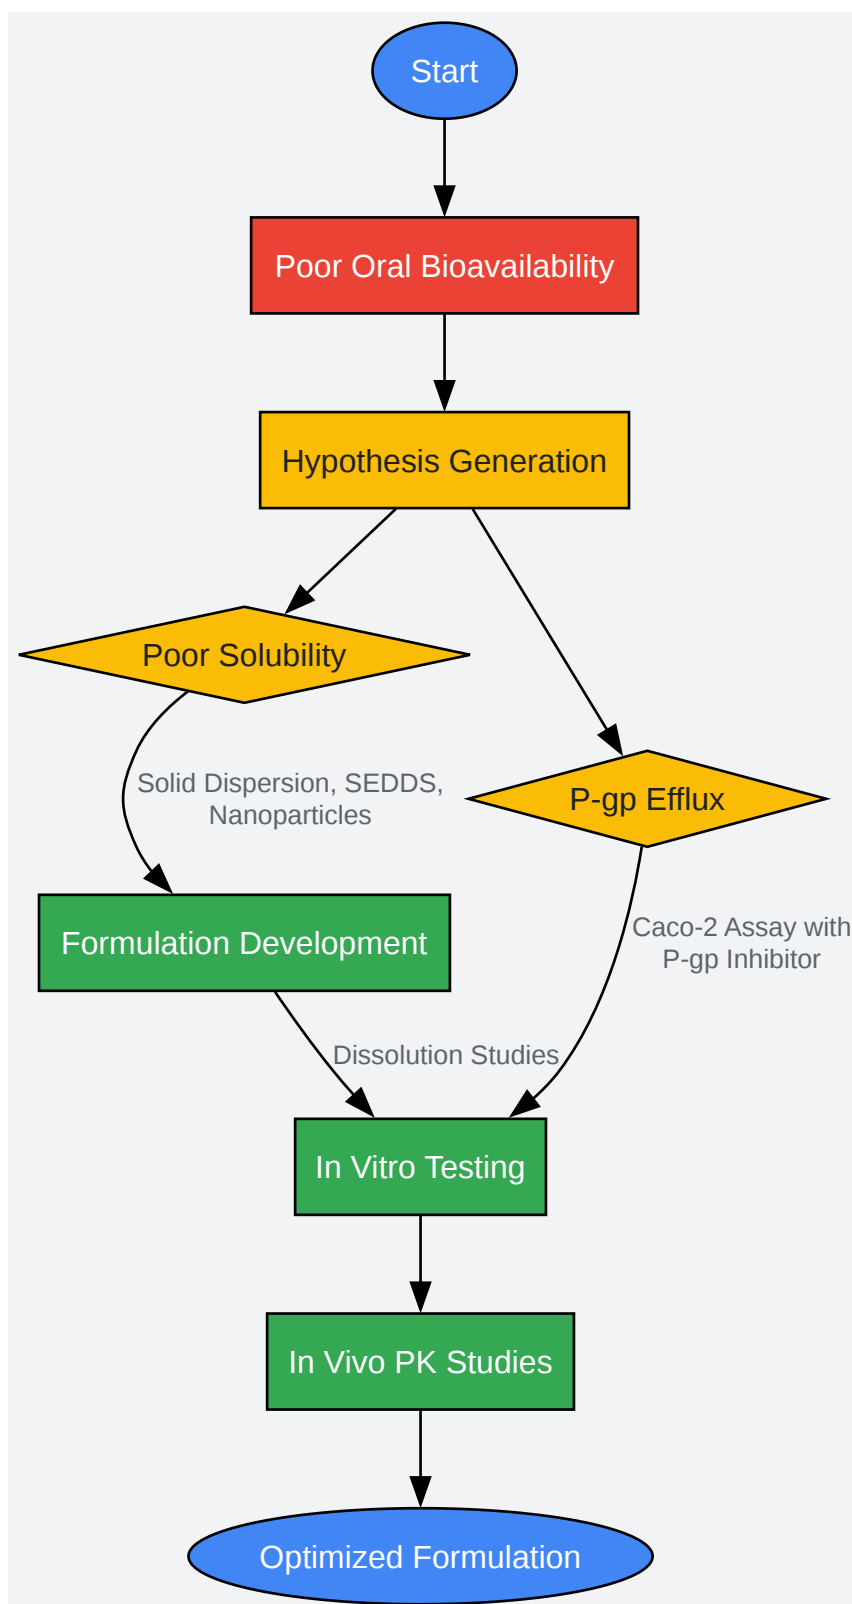 Start
Poor Oral Bioavailability
Hypothesis Generation
Poor Solubility
Solid Dispersion, SEDDS,
Nanoparticles
P-gp Efflux
Formulation Development
Caco-2 Assay with
P-gp Inhibitor
Dissolution Studies
In Vitro Testing
In Vivo PK Studies
Optimized Formulation